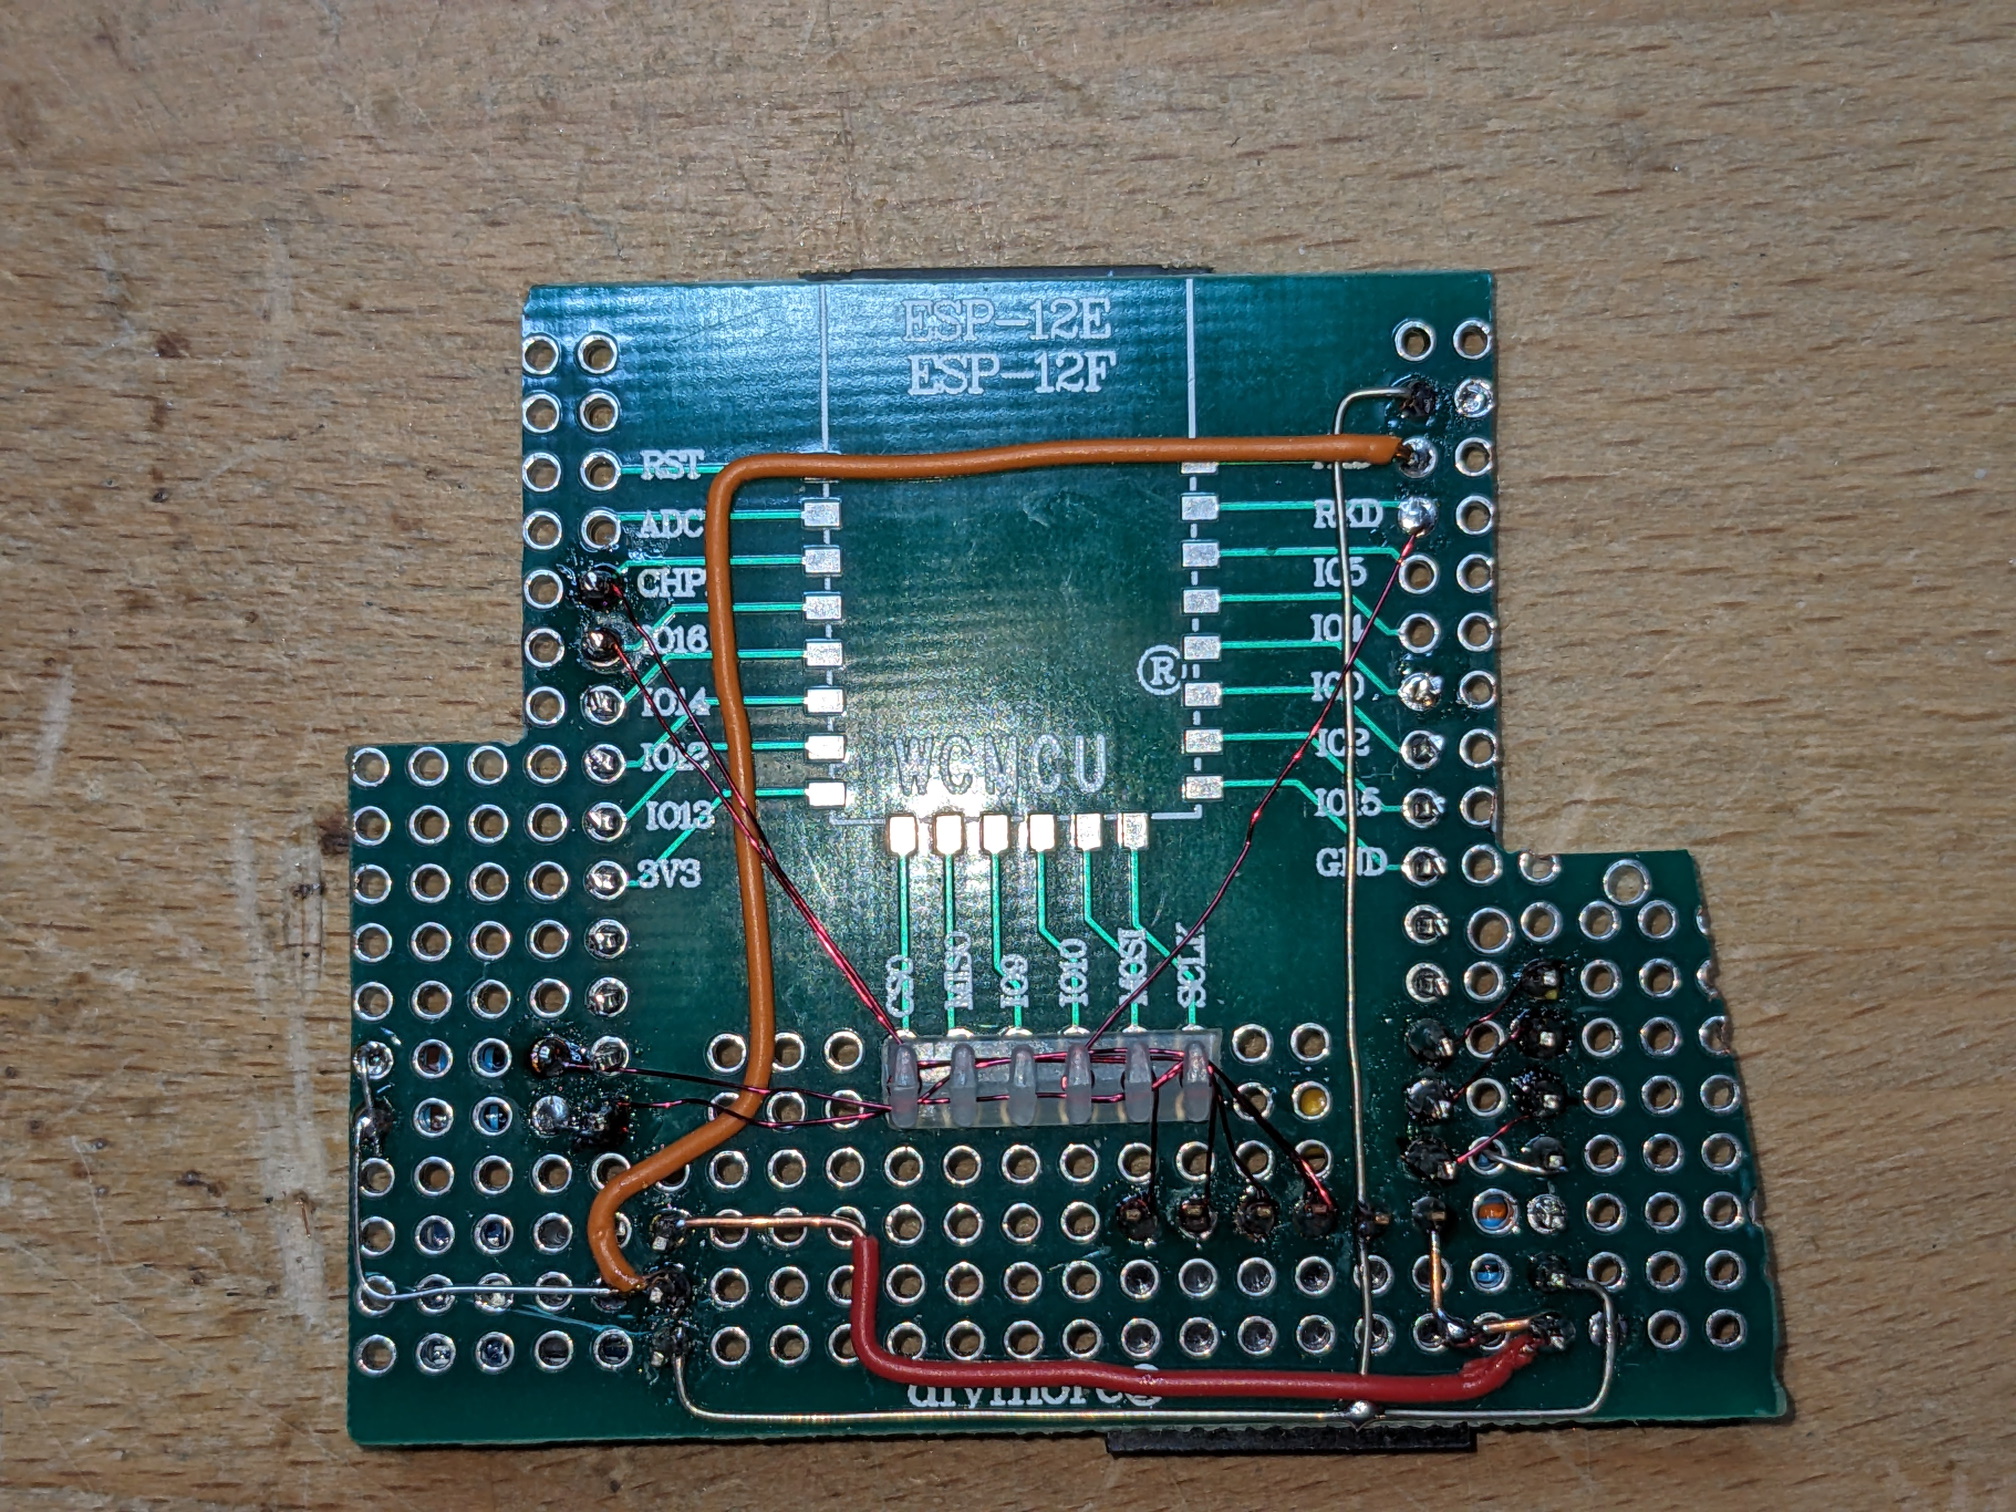 ESP-12E
ESP-12F
RST
ADC
RXD
CHP
IO5
IO16
IO4
®
IO14
IO0
IO12
IO2
WCMCU
IO13
IO15
3V3
GND
CS0
MISO
IO9
IO10
MOSI
SCLK